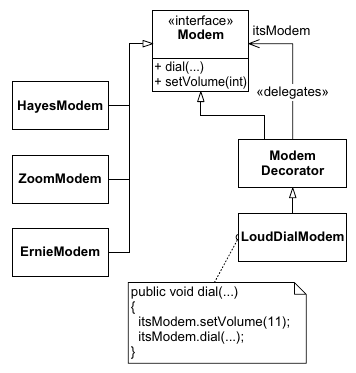 «interface»
Modem
+ dial(...)
+ setVolume(int)
itsModem
«delegates»
HayesModem
ZoomModem
ErnieModem
Modem
Decorator
LoudDialModem
public void dial(...)
{
itsModem.setVolume(11);
itsModem.dial(...);
}